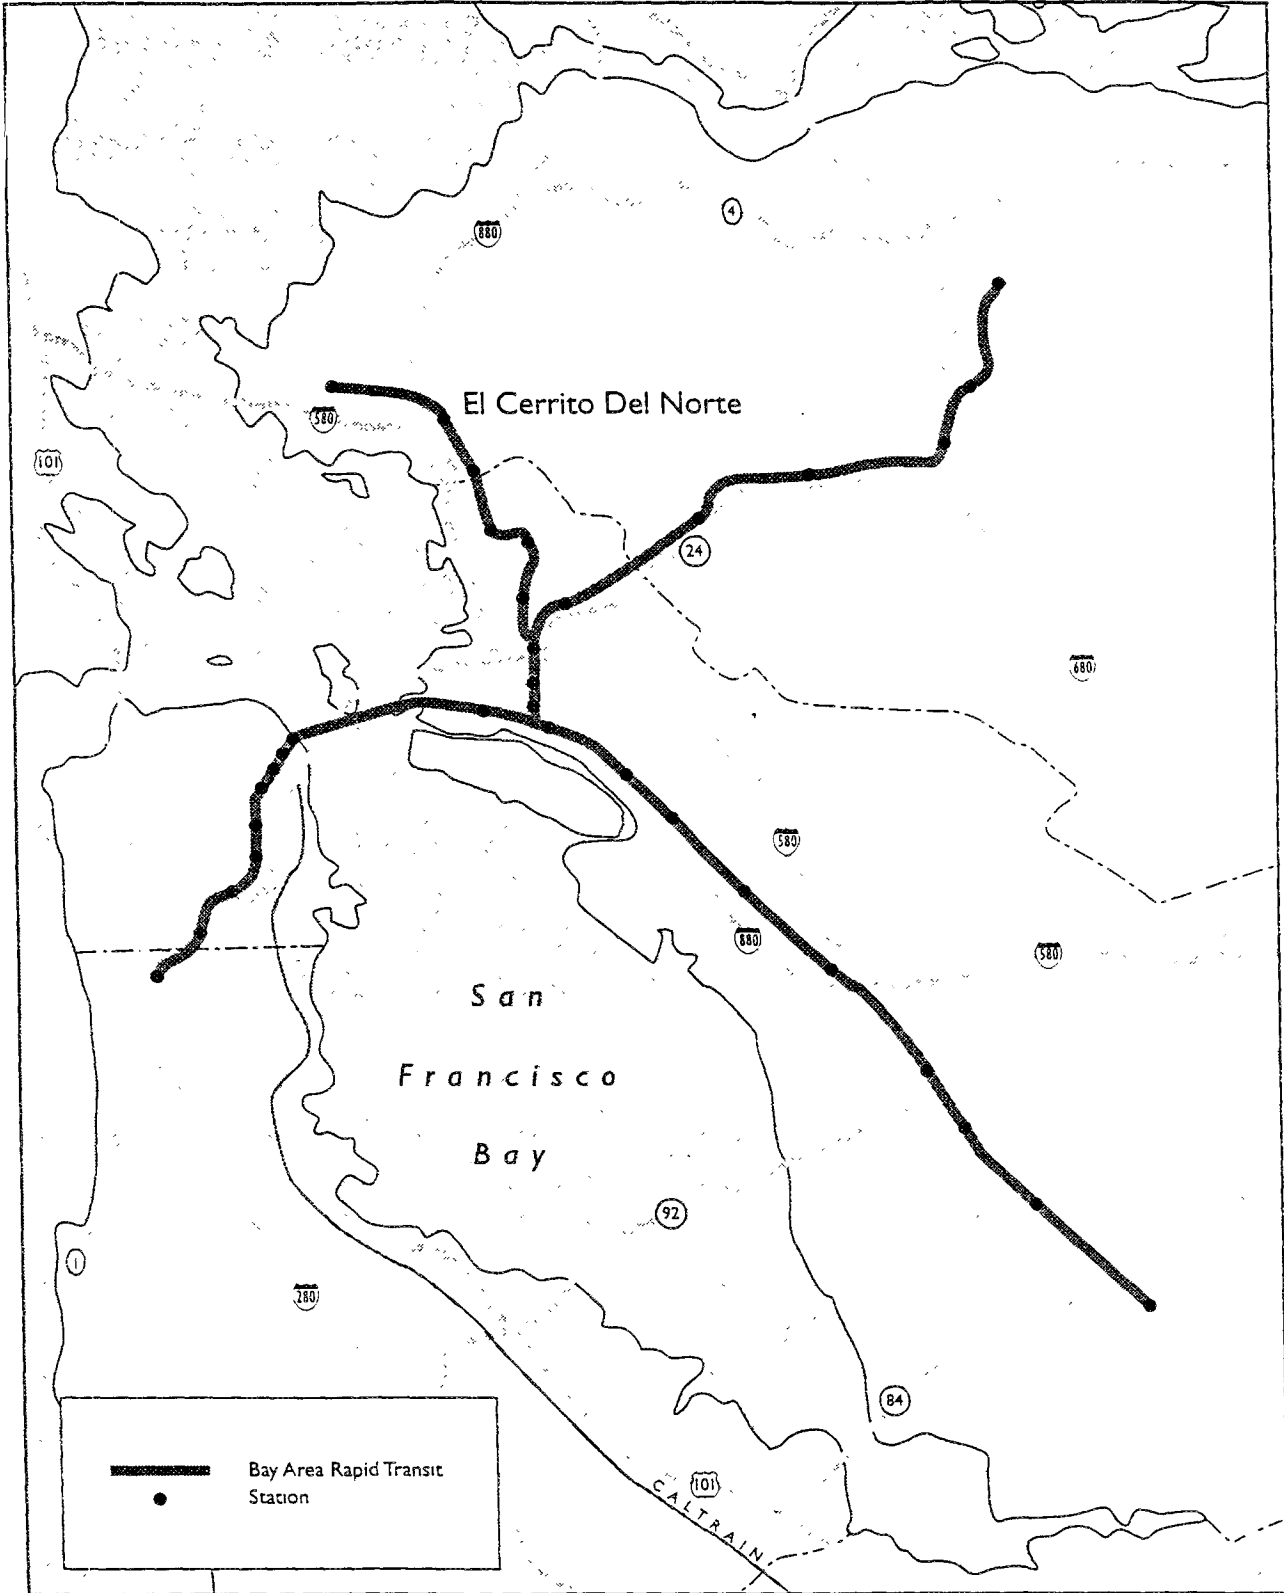 4
880
El Cerrito Del Norte
580
101
24
680
580
880
580
San
Francisco
Bay
92
1
280
84
Bay Area Rapid Transit
Station
101
CALTRAIN